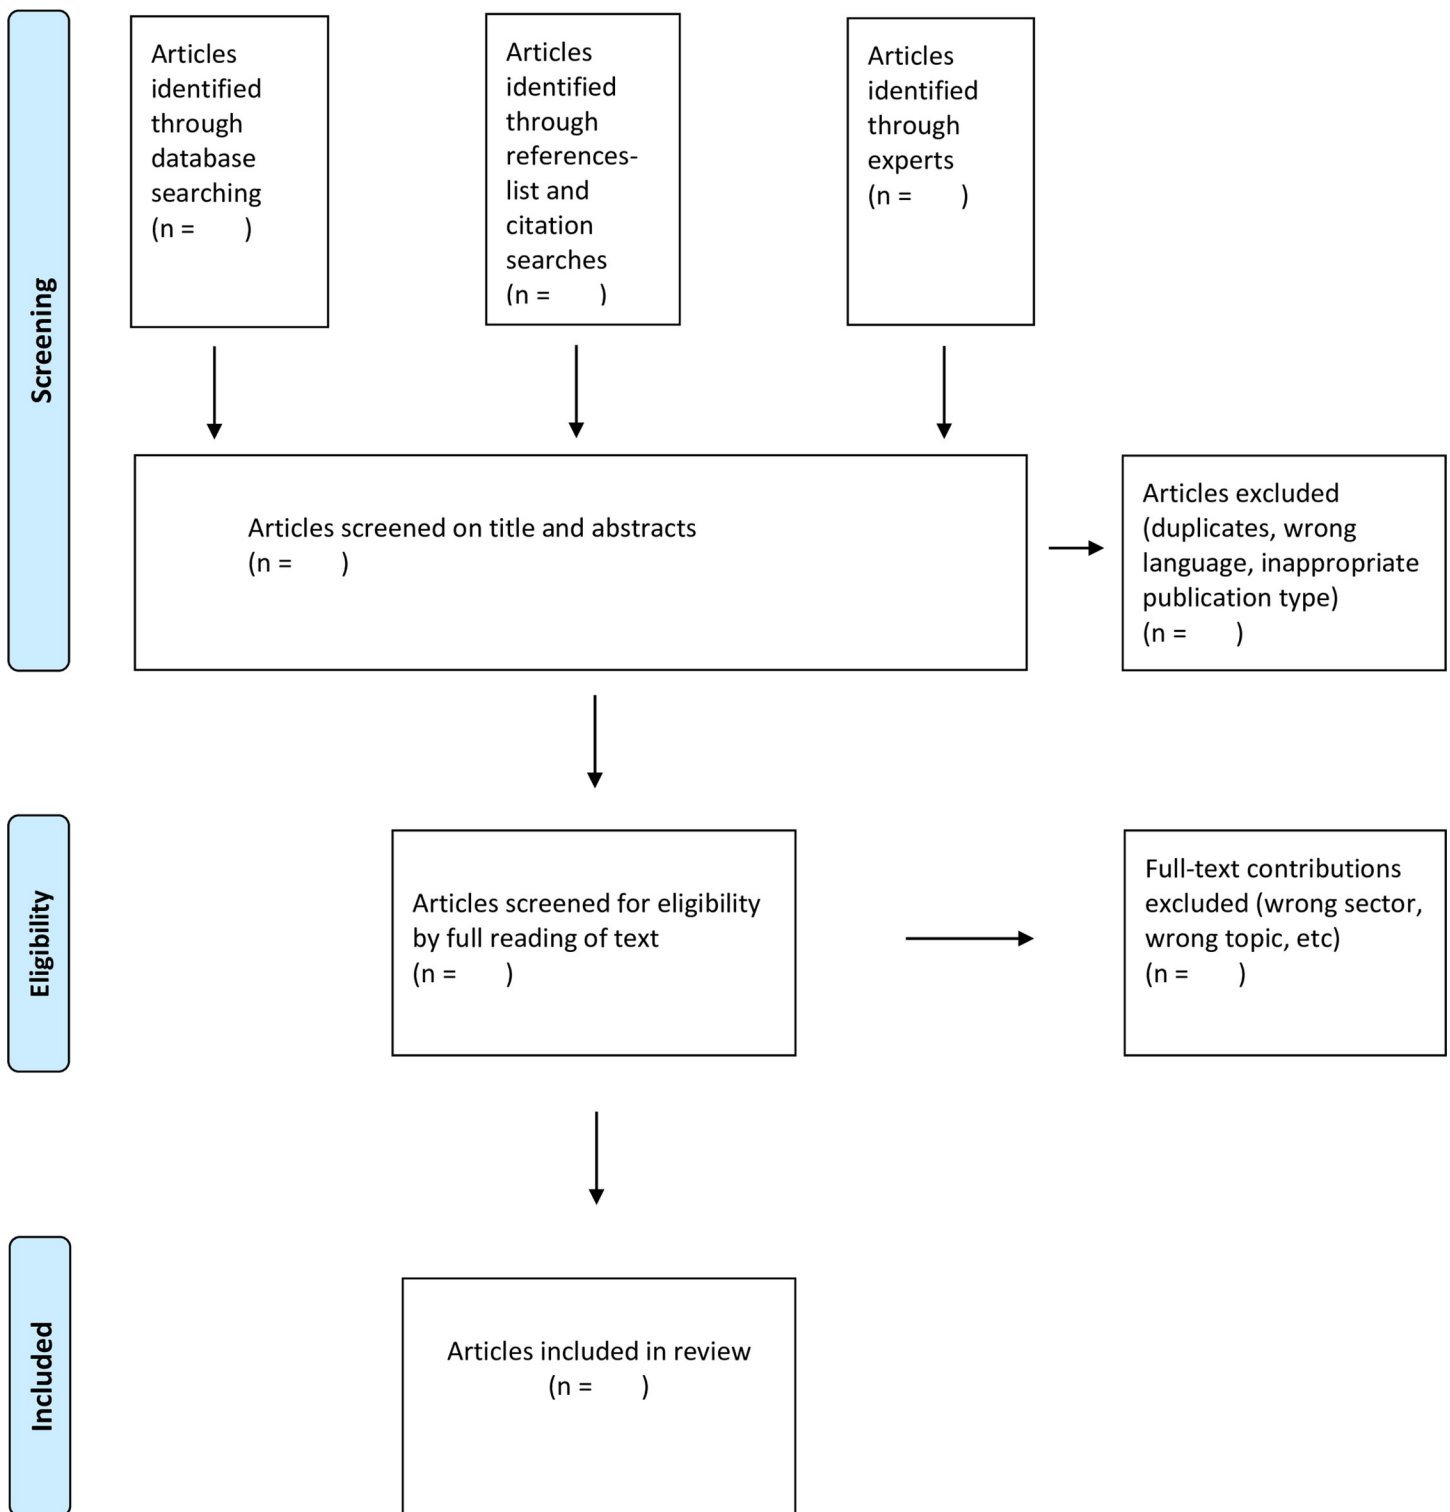 Screening
Articles
identified
through
database
searching
(n =      )
Articles
identified
through
references-
list and
citation
searches
(n =      )
Articles
identified
through
experts
(n =      )
Articles screened on title and abstracts
(n =      )
Articles excluded
(duplicates, wrong
language, inappropriate
publication type)
(n =      )
Eligibility
Articles screened for eligibility
by full reading of text
(n =      )
Full-text contributions
excluded (wrong sector,
wrong topic, etc)
(n =      )
Included
Articles included in review
(n =      )